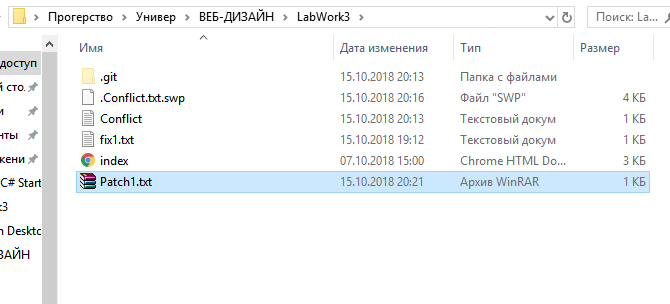 Прогерство > Универ > ВЕБ-ДИЗАЙН > LabWork3 > Поиск: La...
Имя Дата изменения Тип Размер
.git 15.10.2018 20:13 Папка с файлами
.Conflict.txt.swp 15.10.2018 20:16 Файл "SWP" 4 КБ
Conflict 15.10.2018 20:13 Текстовый докум 1 КБ
fix1.txt 15.10.2018 19:12 Текстовый докум 1 КБ
index 07.10.2018 15:00 Chrome HTML Do... 3 КБ
Patch1.txt 15.10.2018 20:21 Архив WinRAR 1 КБ
доступ
й сто.
и
нты
кени
C# Start
k3
n Deskto
ЗАЙН